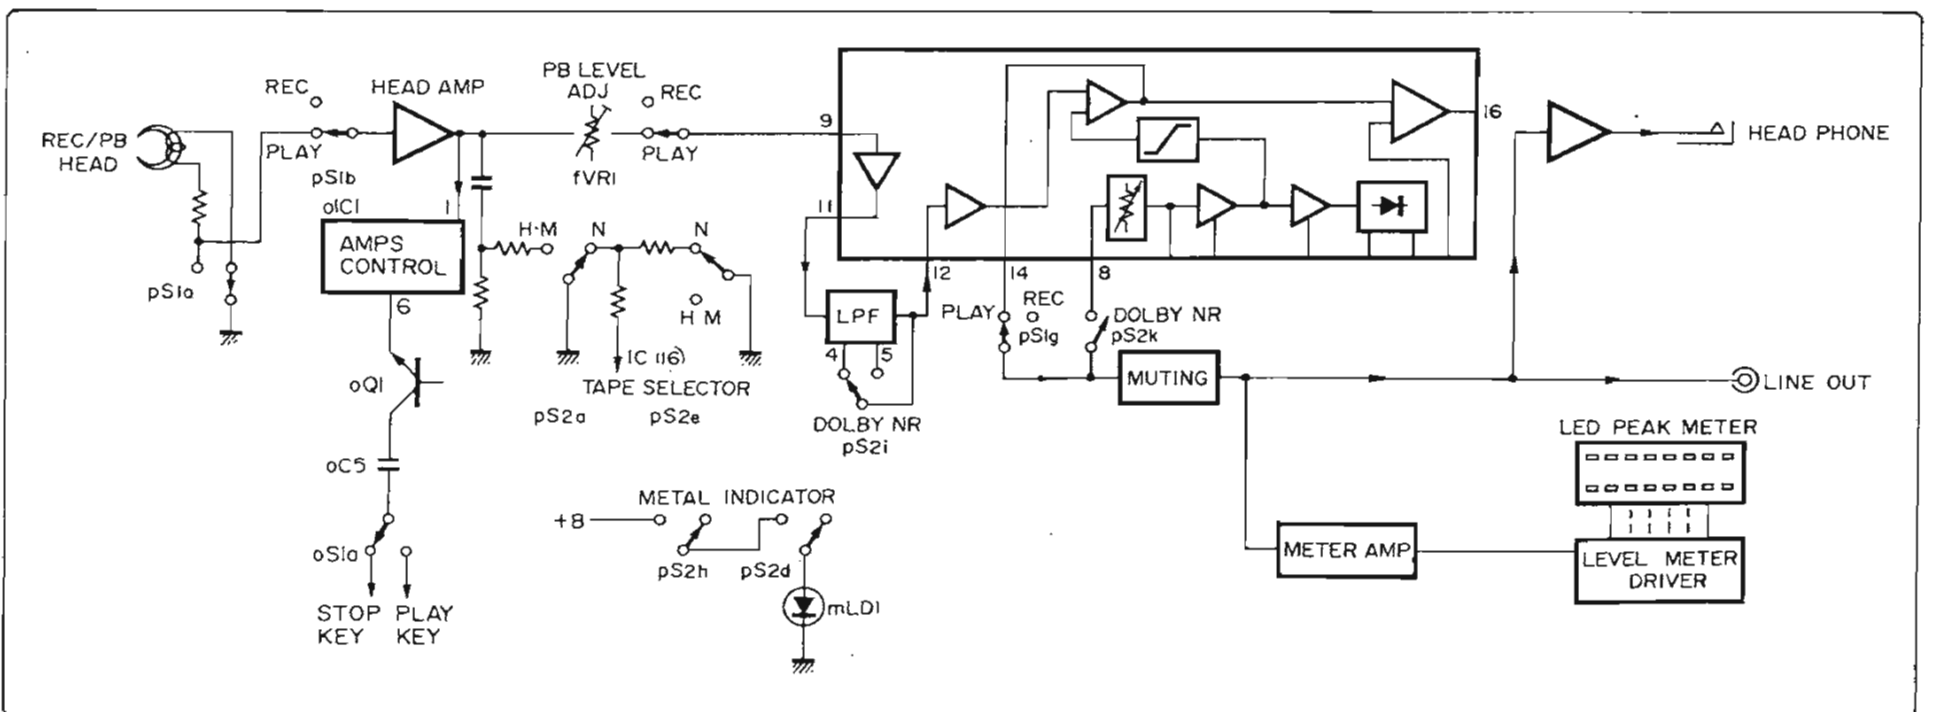 REC
HEAD AMP
PB LEVEL
ADJ
REC
REC/PB
HEAD
PLAY
pS1b
fVR1
PLAY
9
16
HEAD PHONE
oIC1
1
AMPS
CONTROL
6
H·M
N
N
H M
11
12
14
8
pS1a
LPF
4
5
PLAY
REC
pS1g
DOLBY NR
pS2k
MUTING
LINE OUT
oQ1
IC (16)
TAPE SELECTOR
pS2a
pS2e
DOLBY NR
pS2i
LED PEAK METER
oC5
METAL INDICATOR
+8
pS2h
pS2d
mLD1
METER AMP
LEVEL METER
DRIVER
oS1a
STOP
KEY
PLAY
KEY